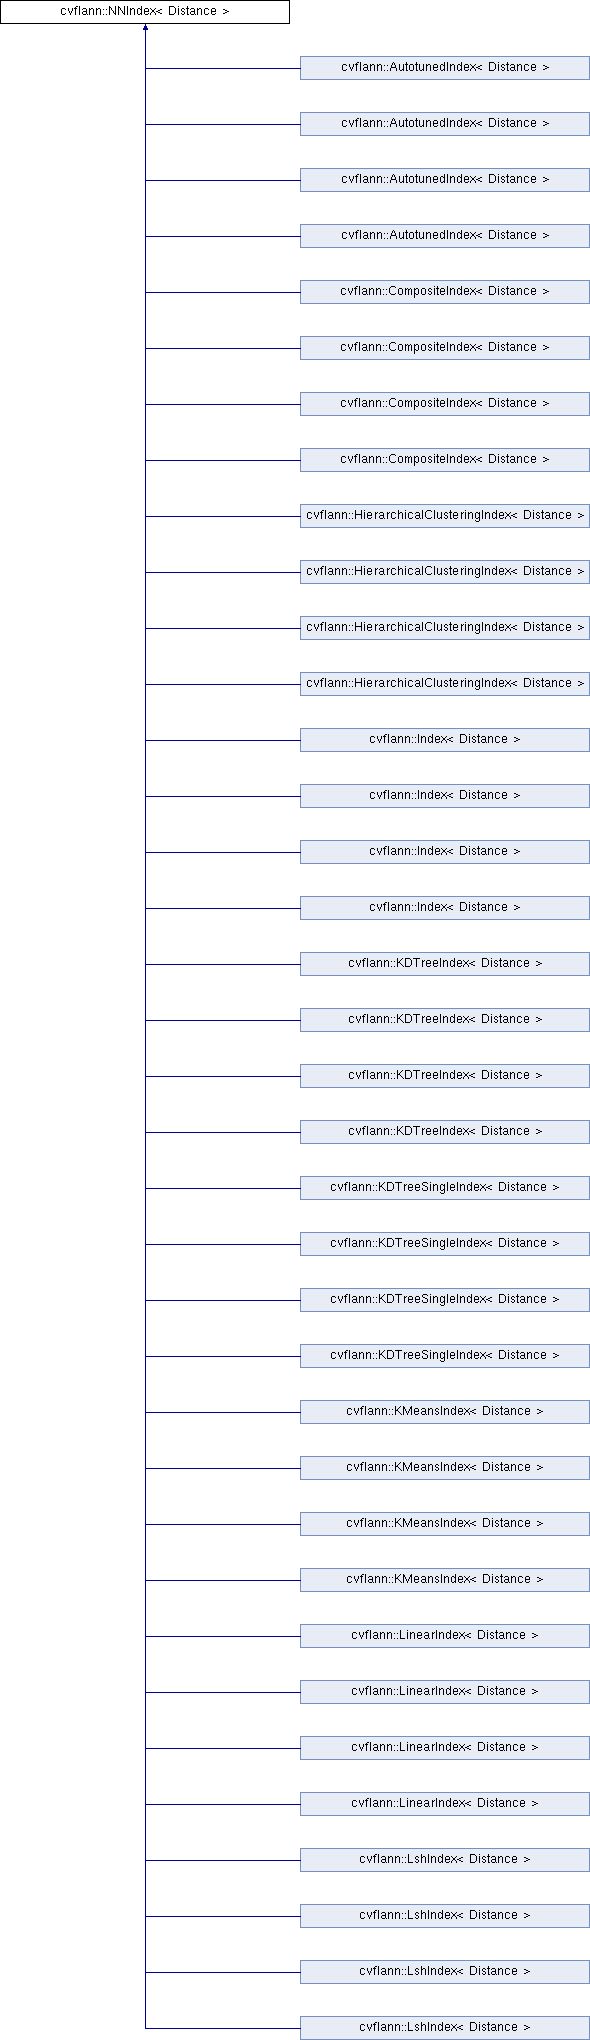 cvflann::NNIndex< Distance >
cvflann::AutotunedIndex< Distance >
cvflann::AutotunedIndex< Distance >
cvflann::AutotunedIndex< Distance >
cvflann::AutotunedIndex< Distance >
cvflann::CompositeIndex< Distance >
cvflann::CompositeIndex< Distance >
cvflann::CompositeIndex< Distance >
cvflann::CompositeIndex< Distance >
cvflann::HierarchicalClusteringIndex< Distance >
cvflann::HierarchicalClusteringIndex< Distance >
cvflann::HierarchicalClusteringIndex< Distance >
cvflann::HierarchicalClusteringIndex< Distance >
cvflann::Index< Distance >
cvflann::Index< Distance >
cvflann::Index< Distance >
cvflann::Index< Distance >
cvflann::KDTreeIndex< Distance >
cvflann::KDTreeIndex< Distance >
cvflann::KDTreeIndex< Distance >
cvflann::KDTreeIndex< Distance >
cvflann::KDTreeSingleIndex< Distance >
cvflann::KDTreeSingleIndex< Distance >
cvflann::KDTreeSingleIndex< Distance >
cvflann::KDTreeSingleIndex< Distance >
cvflann::KMeansIndex< Distance >
cvflann::KMeansIndex< Distance >
cvflann::KMeansIndex< Distance >
cvflann::KMeansIndex< Distance >
cvflann::LinearIndex< Distance >
cvflann::LinearIndex< Distance >
cvflann::LinearIndex< Distance >
cvflann::LinearIndex< Distance >
cvflann::LshIndex< Distance >
cvflann::LshIndex< Distance >
cvflann::LshIndex< Distance >
cvflann::LshIndex< Distance >